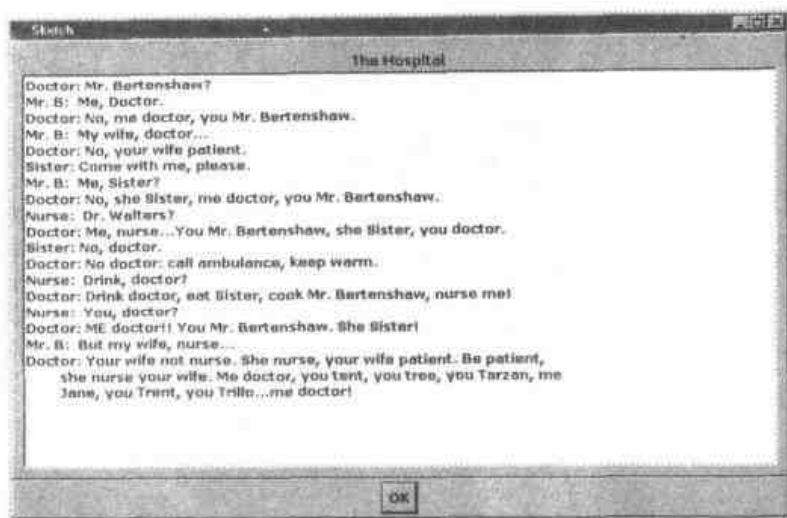 Sketch
The Hospital
Doctor: Mr. Bertenshaw?
Mr. B: Me, Doctor.
Doctor: No, me doctor, you Mr. Bertenshaw.
Mr. B: My wife, doctor...
Doctor: No, your wife patient.
Sister: Come with me, please.
Mr. B: Me, Sister?
Doctor: No, she Sister, me doctor, you Mr. Bertenshaw.
Nurse: Dr. Walters?
Doctor: Me, nurse...You Mr. Bertenshaw, she Sister, you doctor.
Sister: No, doctor.
Doctor: No doctor: call ambulance, keep warm.
Nurse: Drink, doctor?
Doctor: Drink doctor, eat Sister, cook Mr. Bertenshaw, nurse me!
Nurse: You, doctor?
Doctor: ME doctor!! You Mr. Bertenshaw. She Sister!
Mr. B: But my wife, nurse...
Doctor: Your wife not nurse. She nurse, your wife patient. Be patient,
she nurse your wife. Me doctor, you tent, you tree, you Tarzan, me
Jane, you Trent, you Trillo...me doctor!
OK